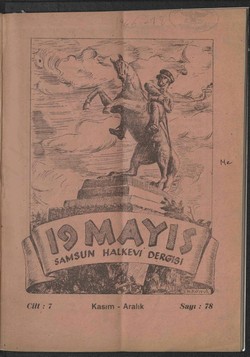 19 MAYIS
SAMSUN HALKEVİ DERGİSİ
Cilt : 7 Kasım - Aralık Sayı : 78